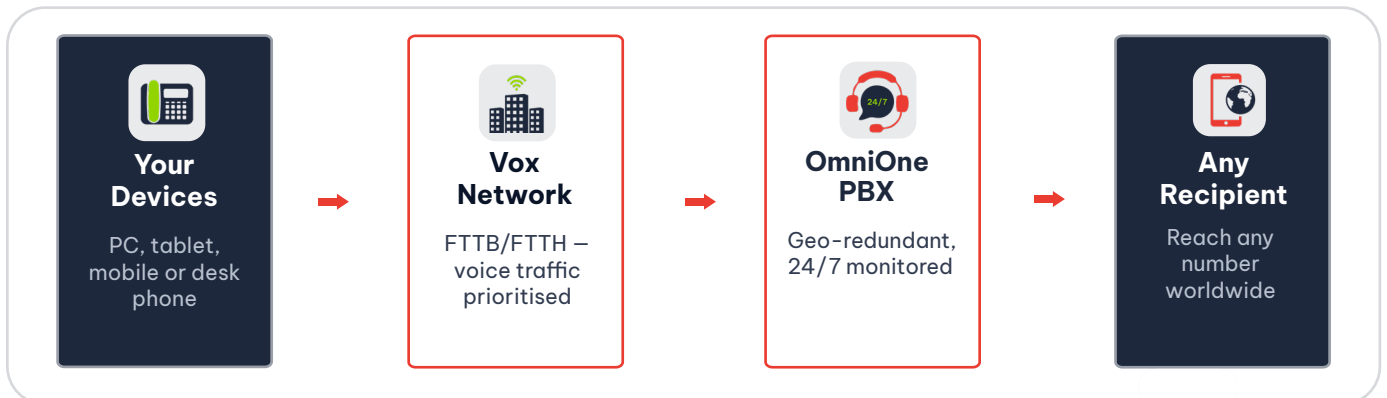 Your
Devices
PC, tablet,
mobile or desk
phone
Vox
Network
FTTB/FTTH —
voice traffic
prioritised
24/7
OmniOne
PBX
Geo-redundant,
24/7 monitored
Any
Recipient
Reach any
number
worldwide